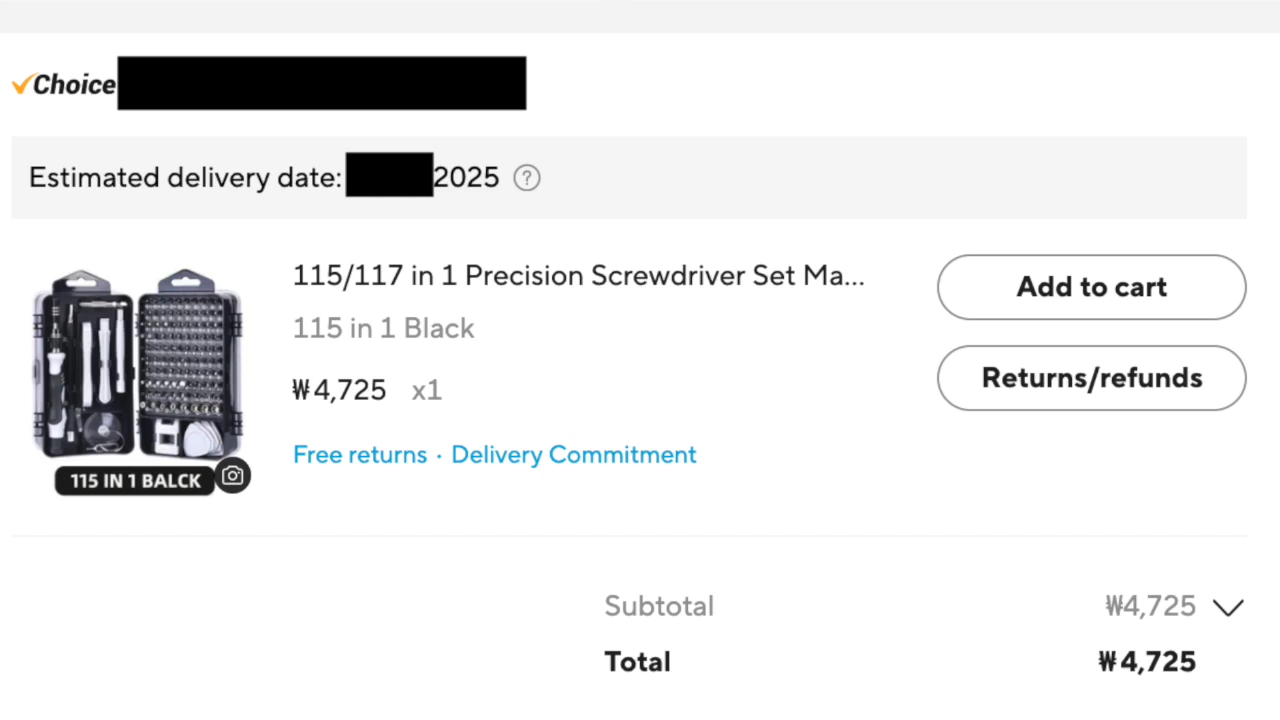 Choice
Estimated delivery date: 2025 ?
115/117 in 1 Precision Screwdriver Set Ma...
115 in 1 Black
₩4,725 x1
Free returns · Delivery Commitment
115 IN 1 BALCK
Add to cart
Returns/refunds
Subtotal ₩4,725
Total ₩4,725